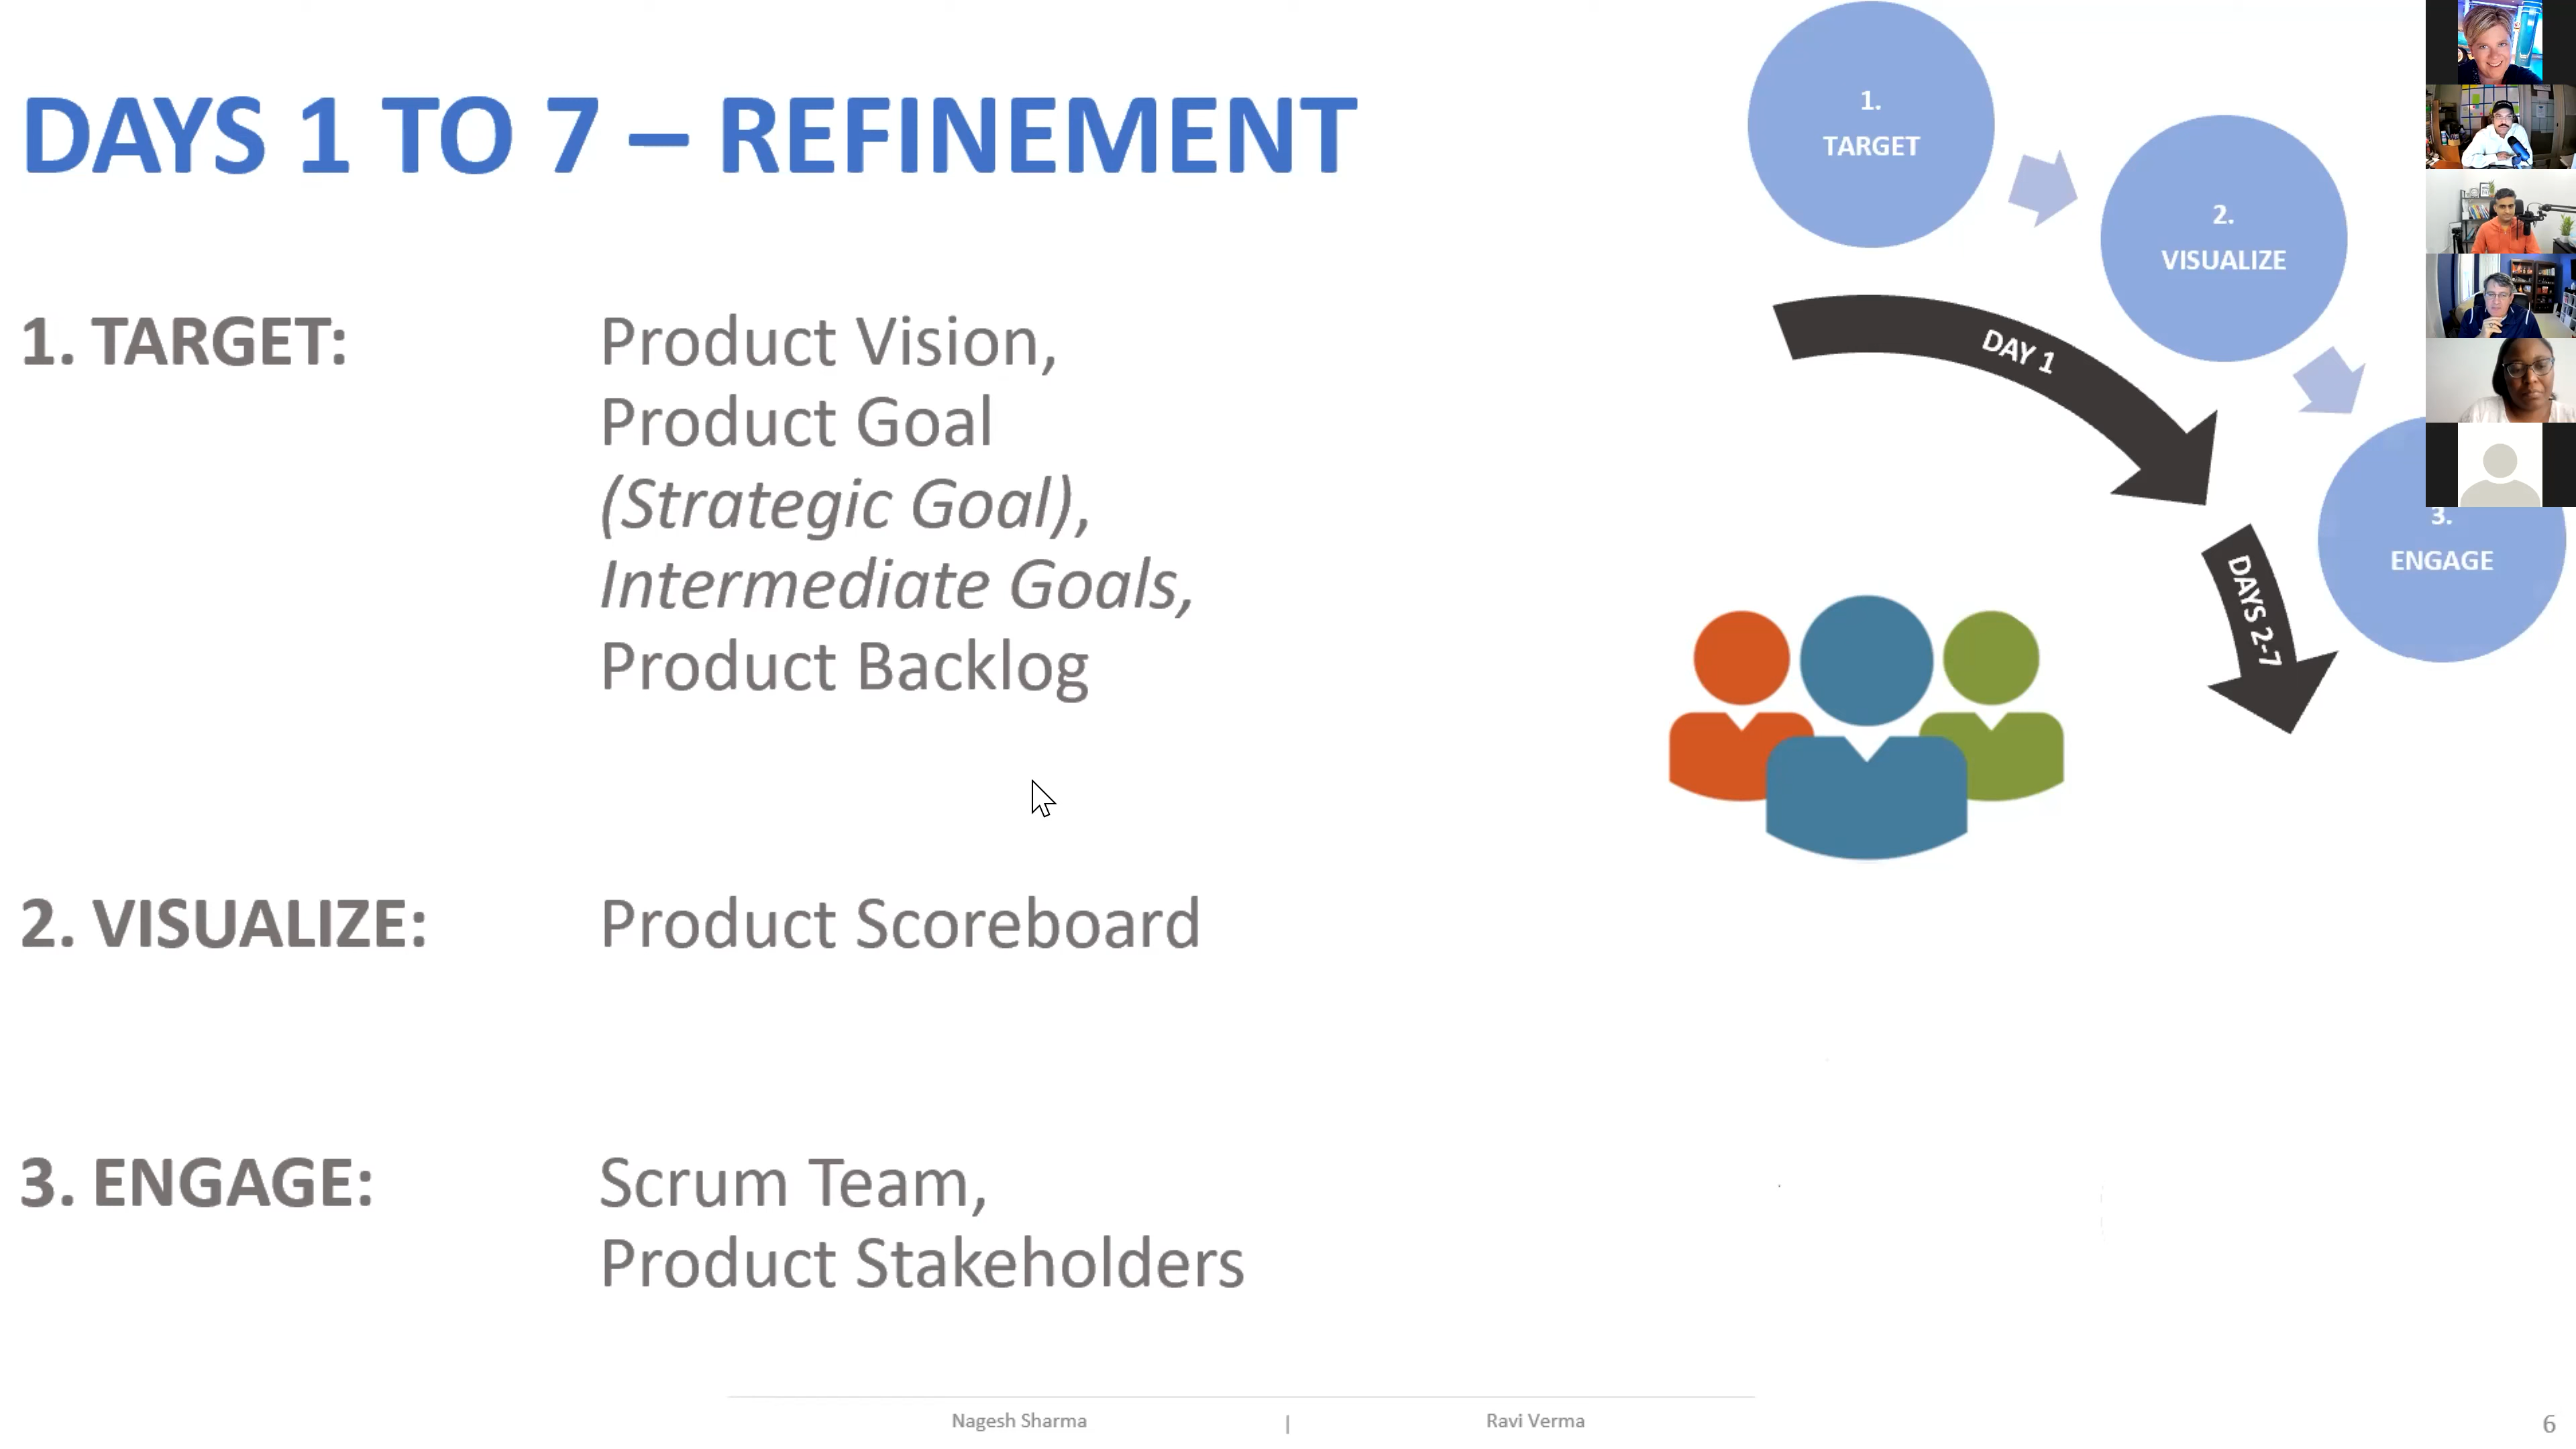 DAYS 1 TO 7 – REFINEMENT
1. TARGET:
Product Vision,
Product Goal
(Strategic Goal),
Intermediate Goals,
Product Backlog
2. VISUALIZE:
Product Scoreboard
3. ENGAGE:
Scrum Team,
Product Stakeholders
1.
TARGET
2.
VISUALIZE
3.
ENGAGE
DAY 1
DAYS 2-7
Nagesh Sharma | Ravi Verma
6